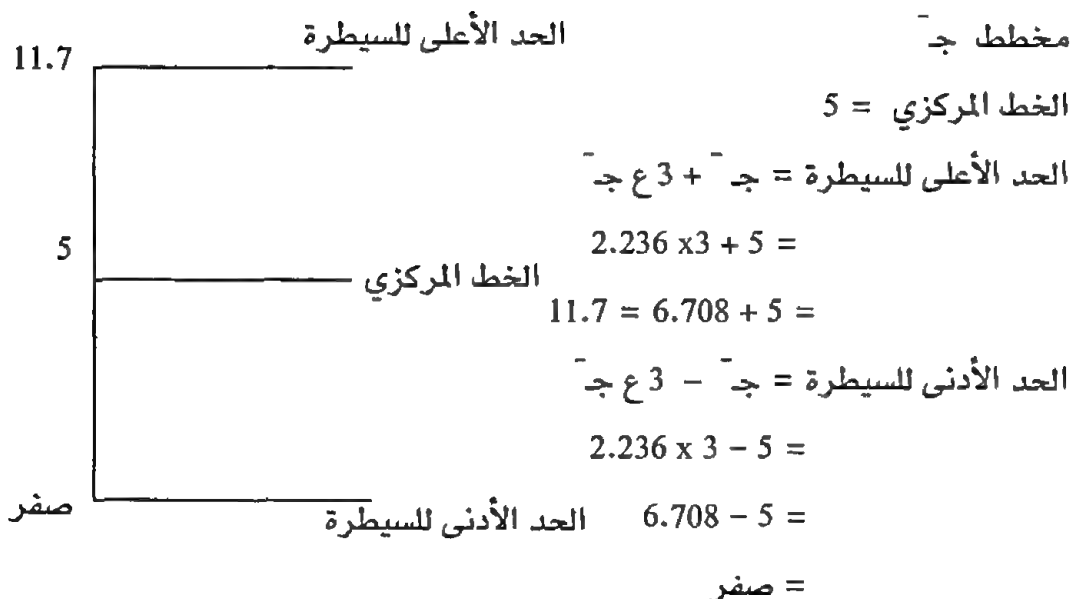 مخطط جـ¯
الخط المركزي = 5
الحد الأعلى للسيطرة = جـ¯ + 3 ع جـ¯
= 5 + 3x 2.236
= 5 + 6.708 = 11.7
الحد الأدنى للسيطرة = جـ¯ – 3 ع جـ¯
= 5 – 3 x 2.236
= 5 – 6.708
= صفر
الحد الأعلى للسيطرة
11.7
5
الخط المركزي
صفر
الحد الأدنى للسيطرة